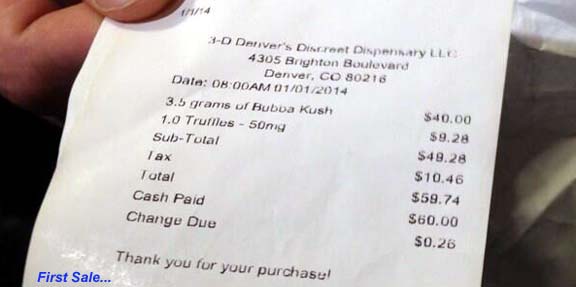 1/1/14
3-D Denver's Discreet Dispensary LLC
4305 Brighton Boulevard
Denver, CO 80216
Date: 08:00AM 01/01/2014
3.5 grams of Bubba Kush $40.00
1.0 Truffles - 50mg $9.28
Sub-Total $49.28
Tax $10.46
Total $59.74
Cash Paid $60.00
Change Due $0.26
Thank you for your purchase!
First Sale...